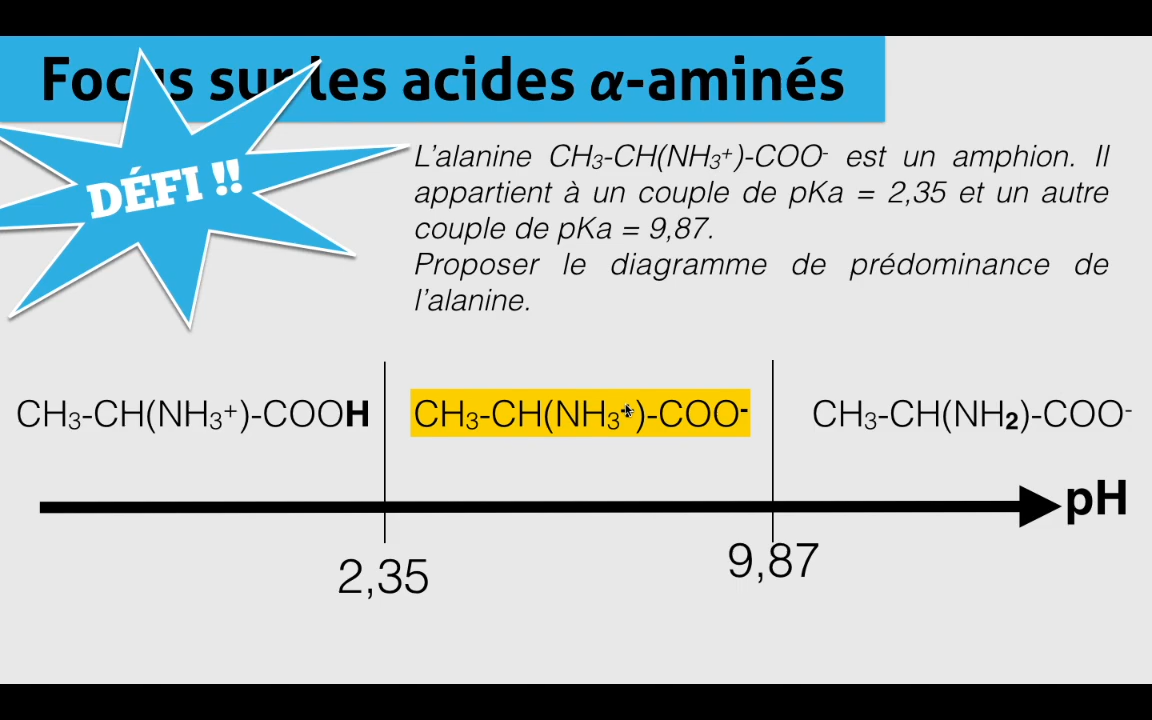 Focus sur les acides α-aminés
DÉFI !!
L’alanine CH₃-CH(NH₃⁺)-COO⁻ est un amphion. Il
appartient à un couple de pKa = 2,35 et un autre
couple de pKa = 9,87.
Proposer le diagramme de prédominance de
l’alanine.
CH₃-CH(NH₃⁺)-COOH
CH₃-CH(NH₃⁺)-COO⁻
CH₃-CH(NH₂)-COO⁻
pH
2,35
9,87